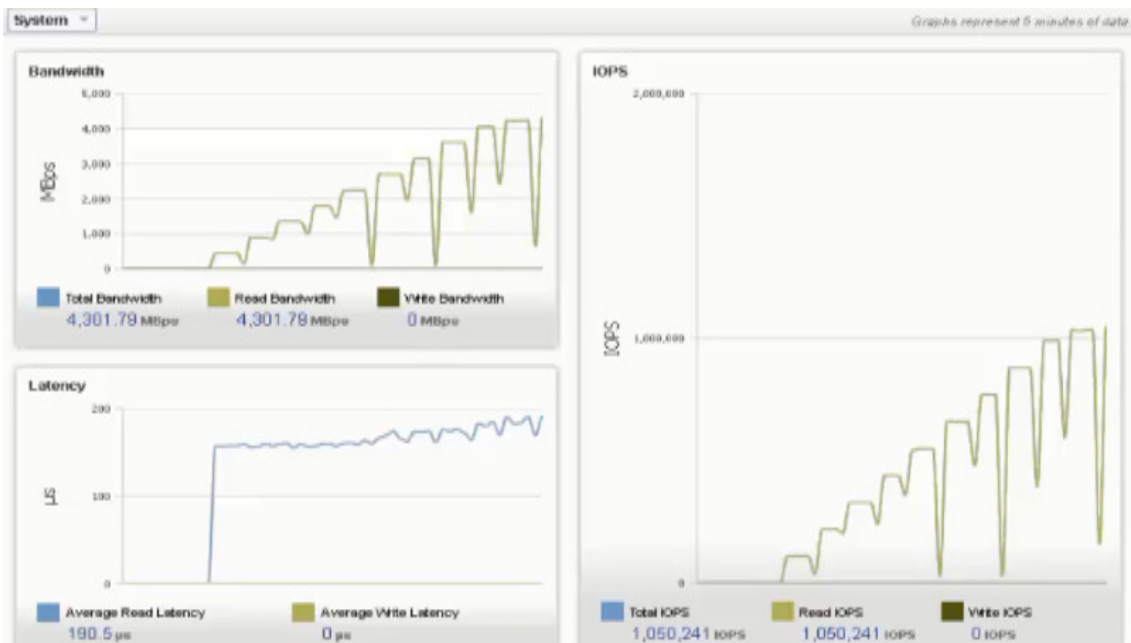 System
Graphs represent 5 minutes of data
Bandwidth
5,000
4,000
3,000
2,000
1,000
0
MBps
Total Bandwidth
4,301.79 MBps
Read Bandwidth
4,301.79 MBps
Write Bandwidth
0 MBps
Latency
200
100
0
µs
Average Read Latency
190.5 µs
Average Write Latency
0 µs
IOPS
2,000,000
1,000,000
0
IOPS
Total IOPS
1,050,241 IOPS
Read IOPS
1,050,241 IOPS
Write IOPS
0 IOPS